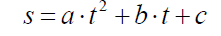 s = a · t² + b · t + c